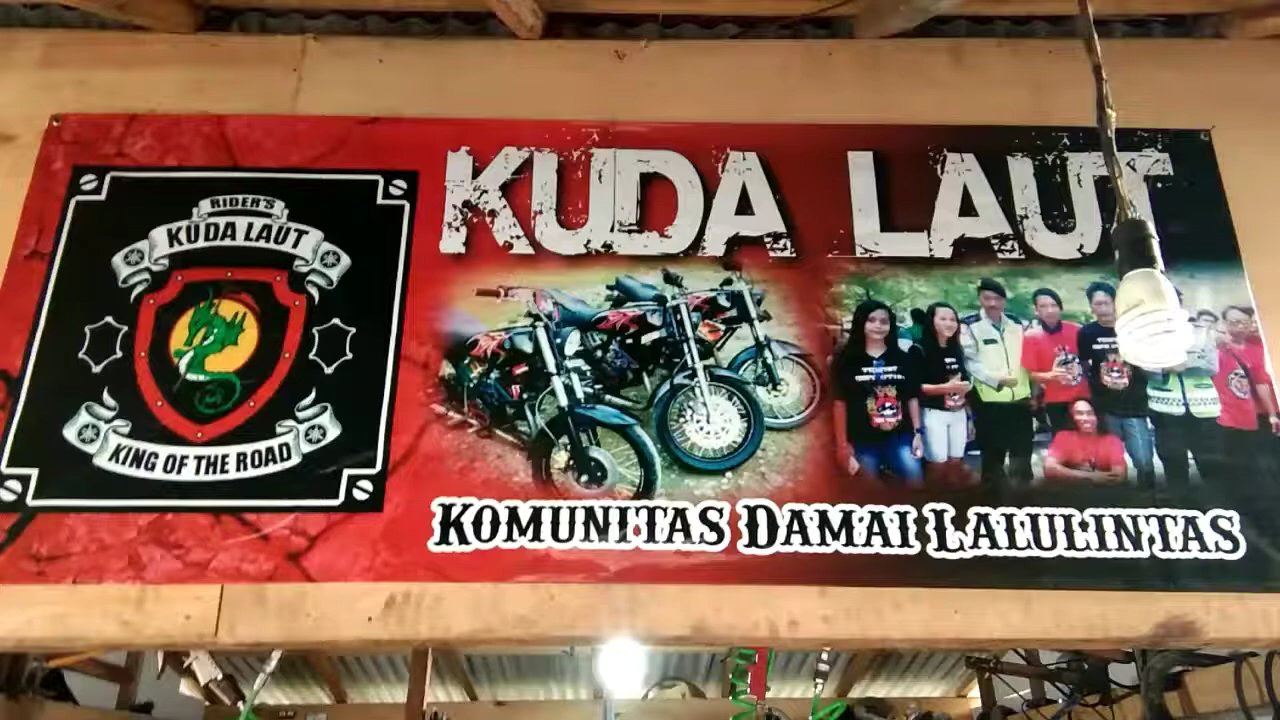 RIDER'S
KUDA LAUT
KING OF THE ROAD
KUDA LAUT
KOMUNITAS DAMAI LALULINTAS